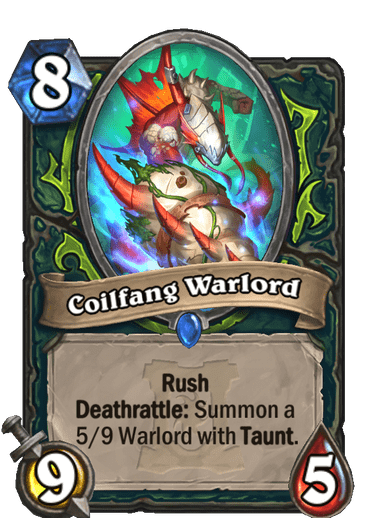 8
Coilfang Warlord
Rush
Deathrattle: Summon a
5/9 Warlord with Taunt.
9
5